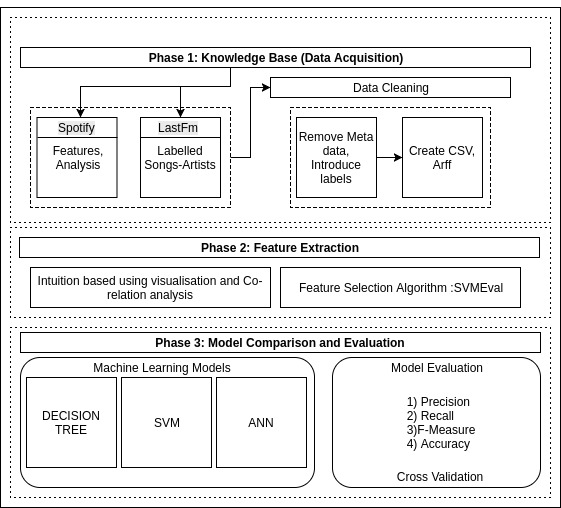 Phase 1: Knowledge Base (Data Acquisition)
Data Cleaning
Spotify
Features,
Analysis
LastFm
Labelled
Songs-Artists
Remove Meta
data,
Introduce
labels
Create CSV,
Arff
Phase 2: Feature Extraction
Intuition based using visualisation and Co-
relation analysis
Feature Selection Algorithm :SVMEval
Phase 3: Model Comparison and Evaluation
Machine Learning Models
DECISION
TREE
SVM
ANN
Model Evaluation
1) Precision
2) Recall
3)F-Measure
4) Accuracy
Cross Validation